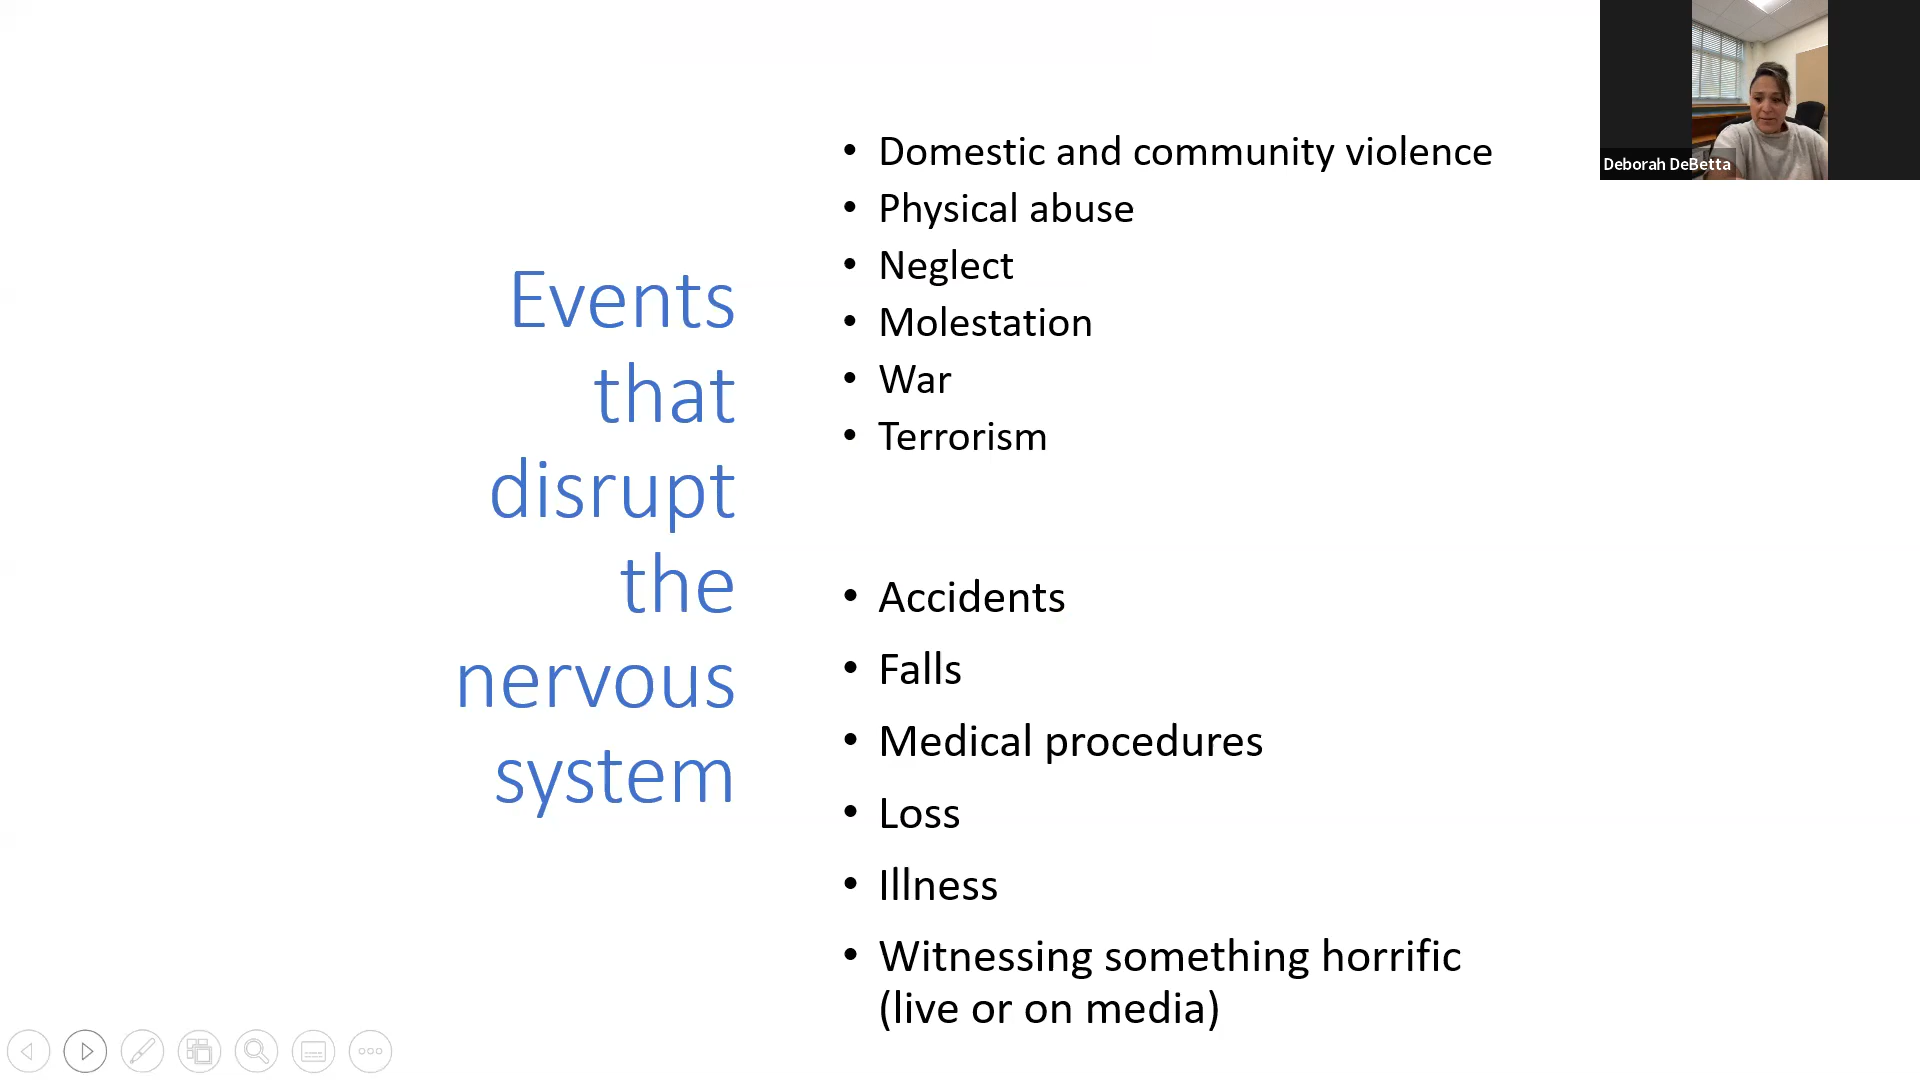 Events
that
disrupt
the
nervous
system
• Domestic and community violence
• Physical abuse
• Neglect
• Molestation
• War
• Terrorism
• Accidents
• Falls
• Medical procedures
• Loss
• Illness
• Witnessing something horrific
(live or on media)
Deborah DeBetta